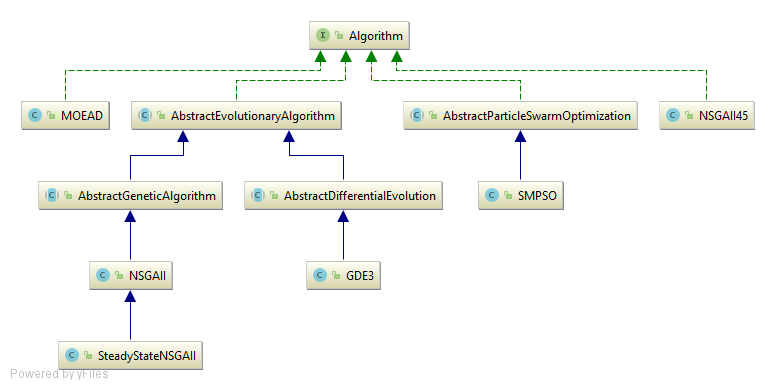 I Algorithm
C MOEAD
C AbstractEvolutionaryAlgorithm
C AbstractParticleSwarmOptimization
C NSGAII45
C AbstractGeneticAlgorithm
C AbstractDifferentialEvolution
C SMPSO
C NSGAII
C GDE3
C SteadyStateNSGAII
Powered by yFiles